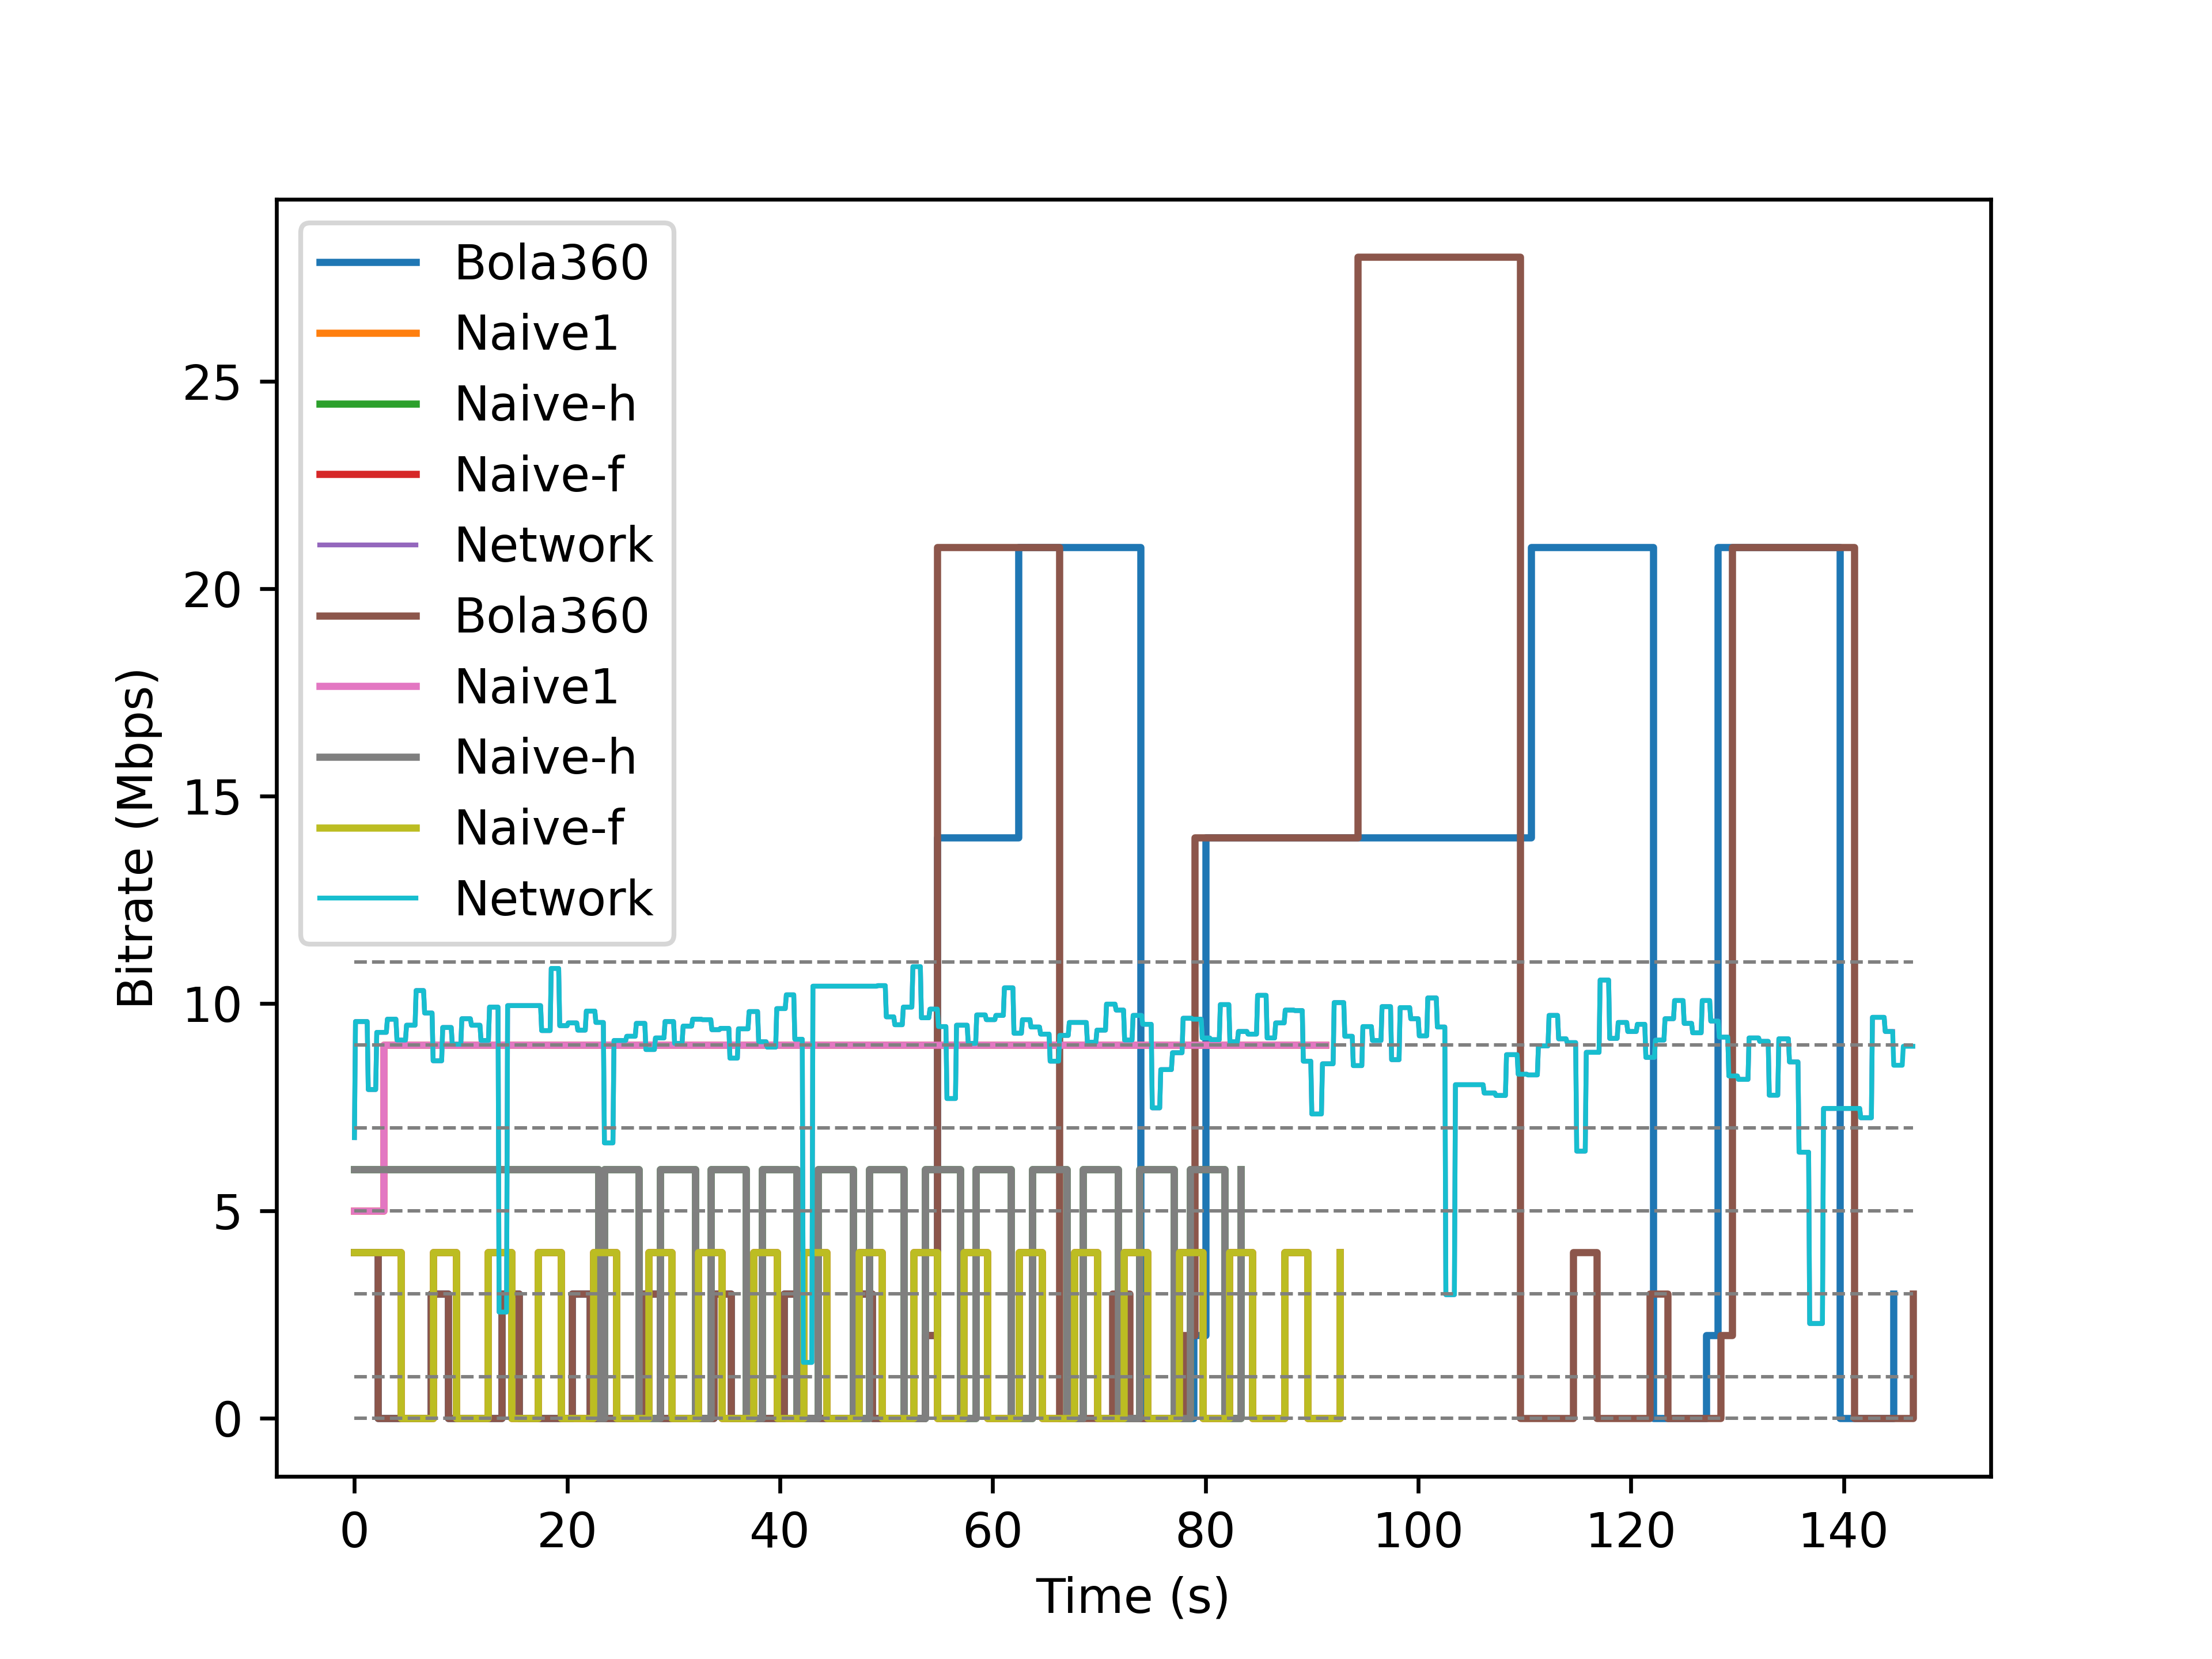 Bola360
Naive1
Naive-h
Naive-f
Network
Bola360
Naive1
Naive-h
Naive-f
Network
Bitrate (Mbps)
25
20
15
10
5
0
0 20 40 60 80 100 120 140
Time (s)